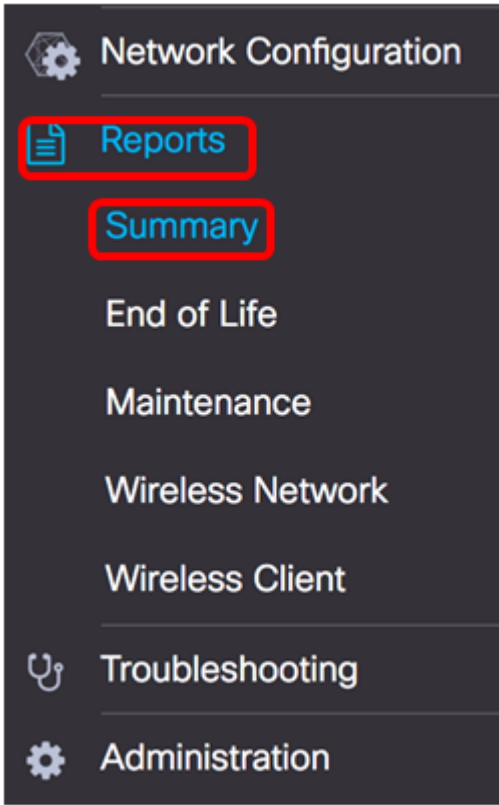 Network Configuration
Reports
Summary
End of Life
Maintenance
Wireless Network
Wireless Client
Troubleshooting
Administration